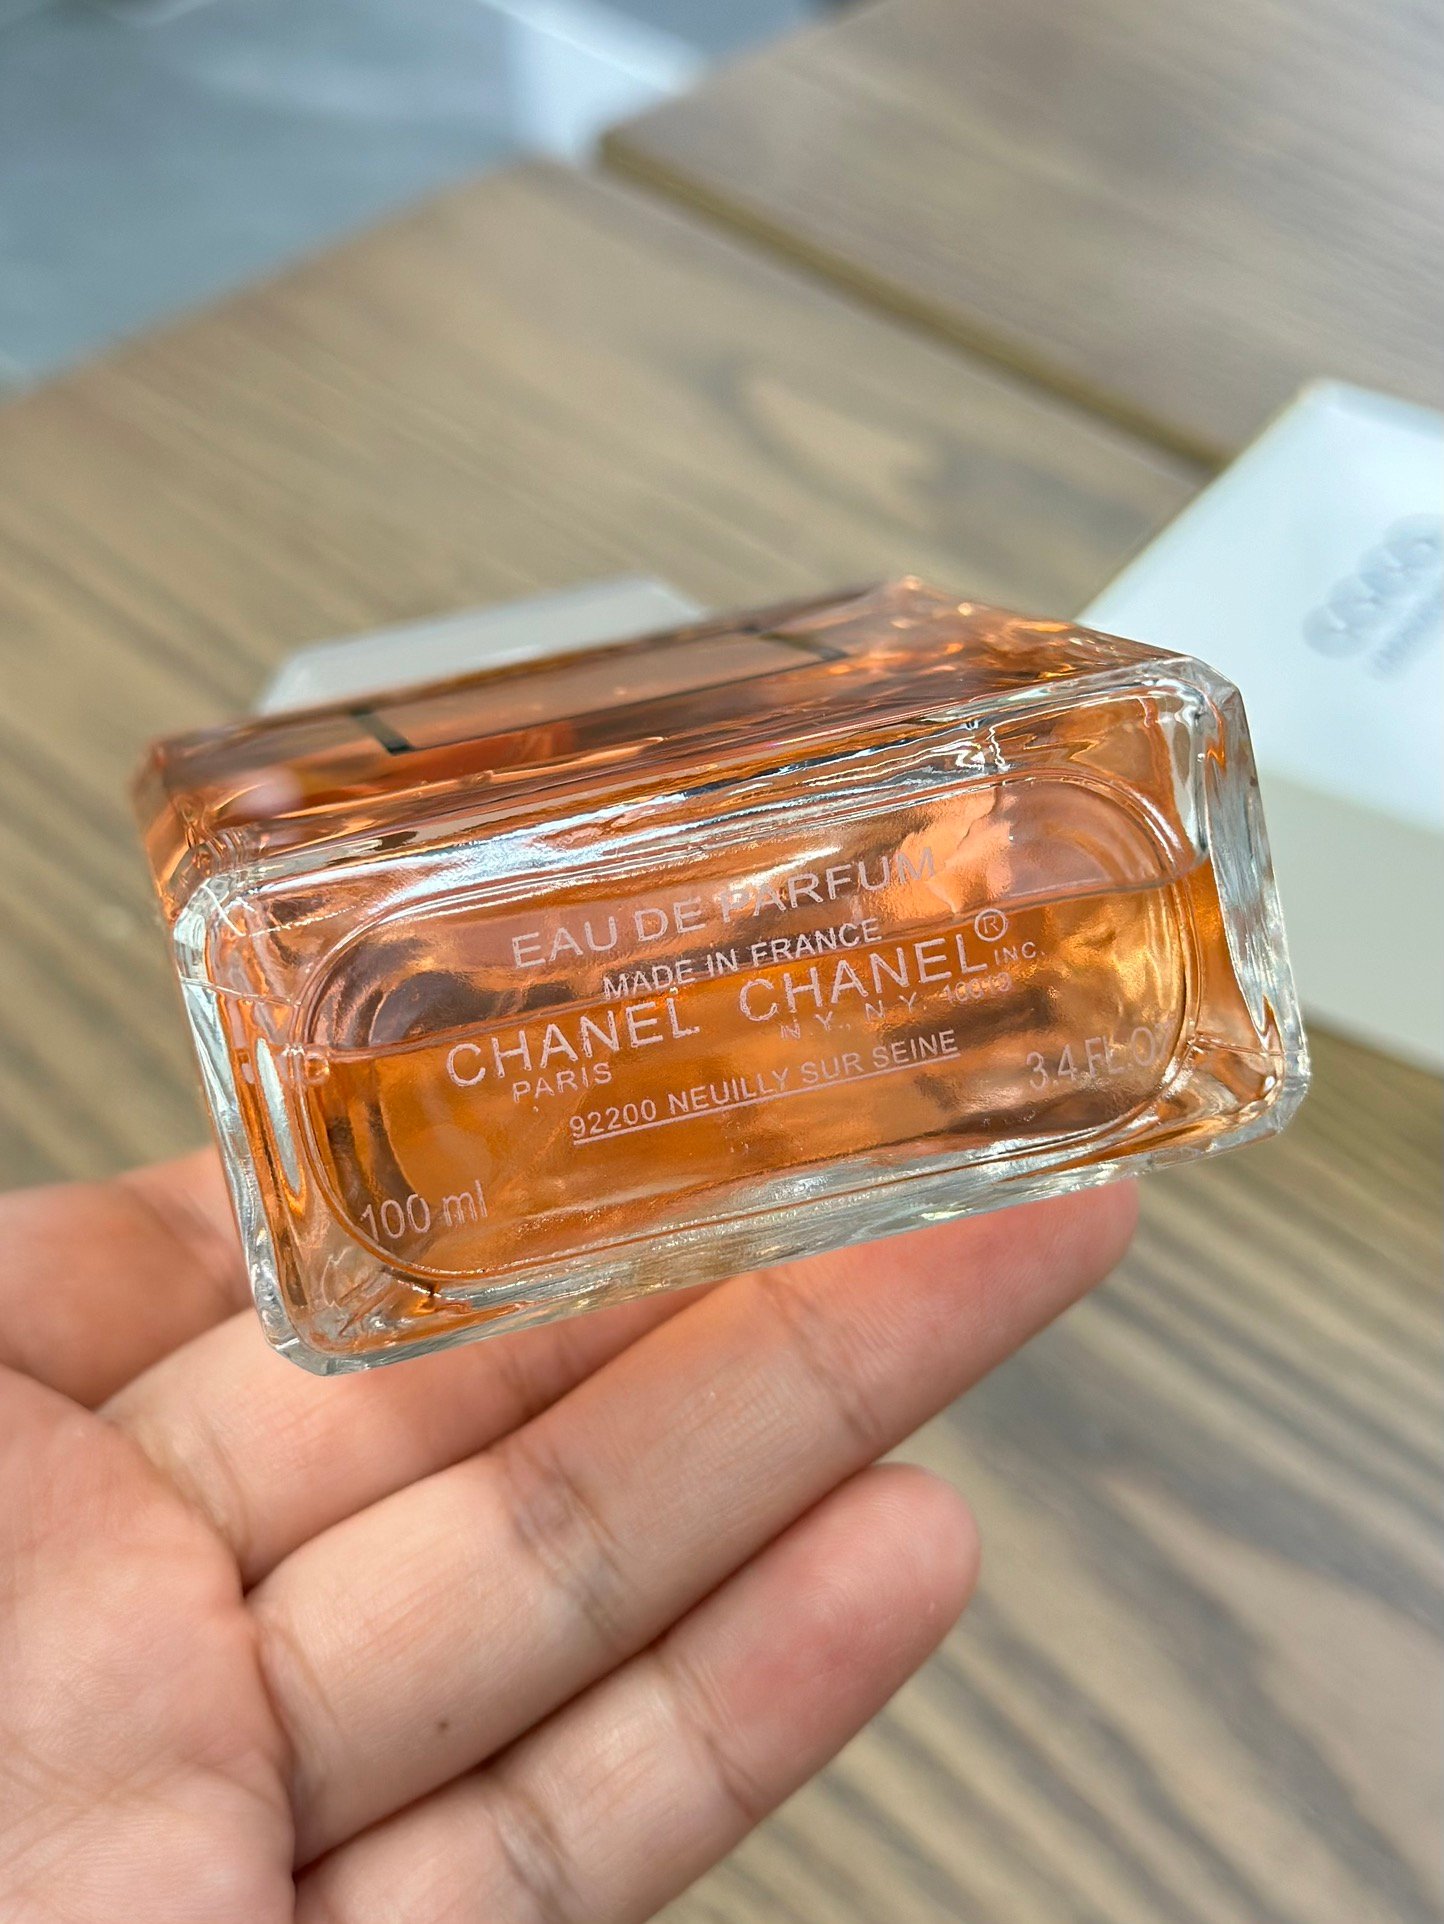 EAU DE PARFUM
MADE IN FRANCE
CHANEL CHANEL® INC.
PARIS N.Y., N.Y. 10019
92200 NEUILLY SUR SEINE
100 ml 3.4 FL.OZ